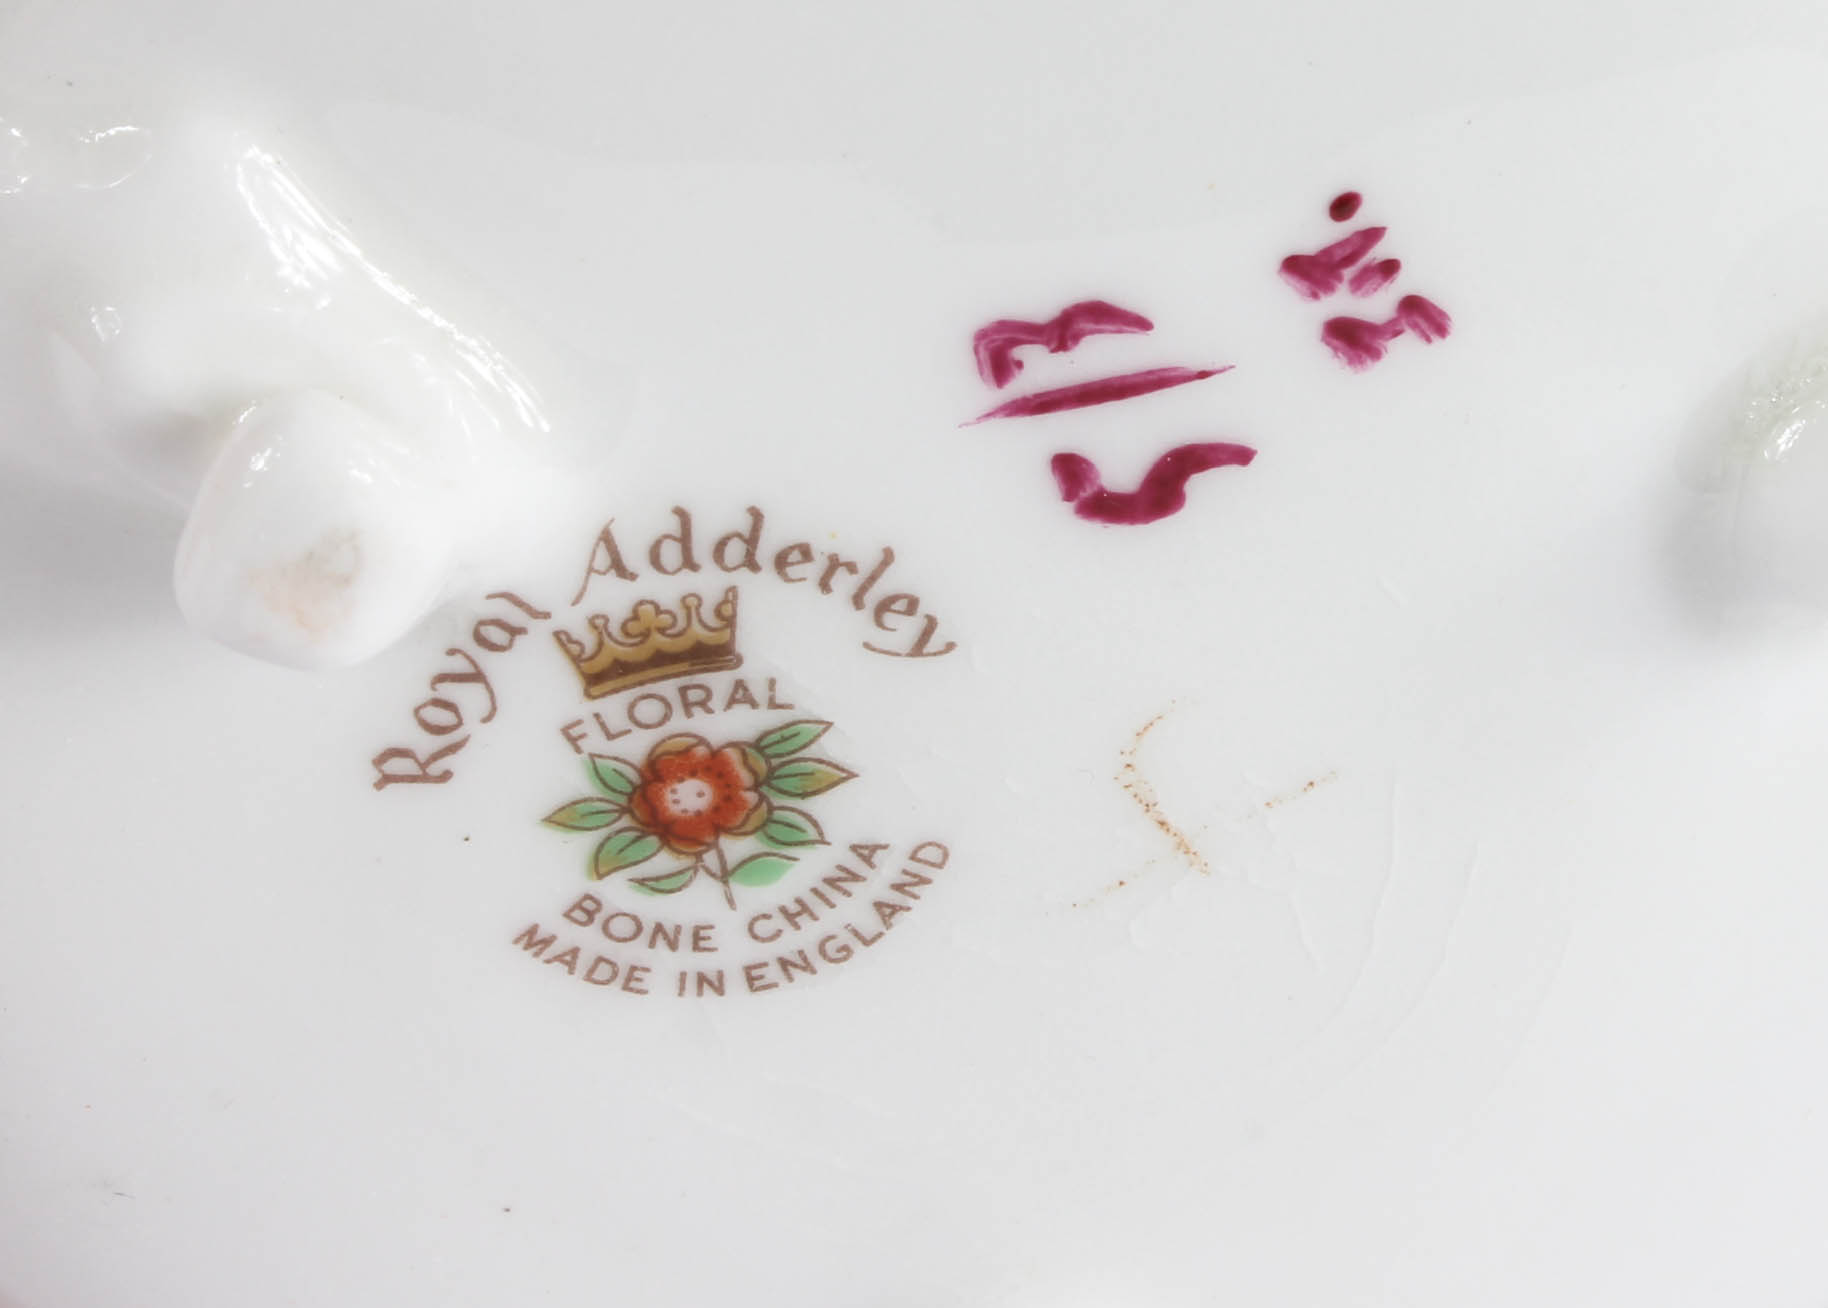 Royal Adderley
FLORAL
BONE CHINA
MADE IN ENGLAND